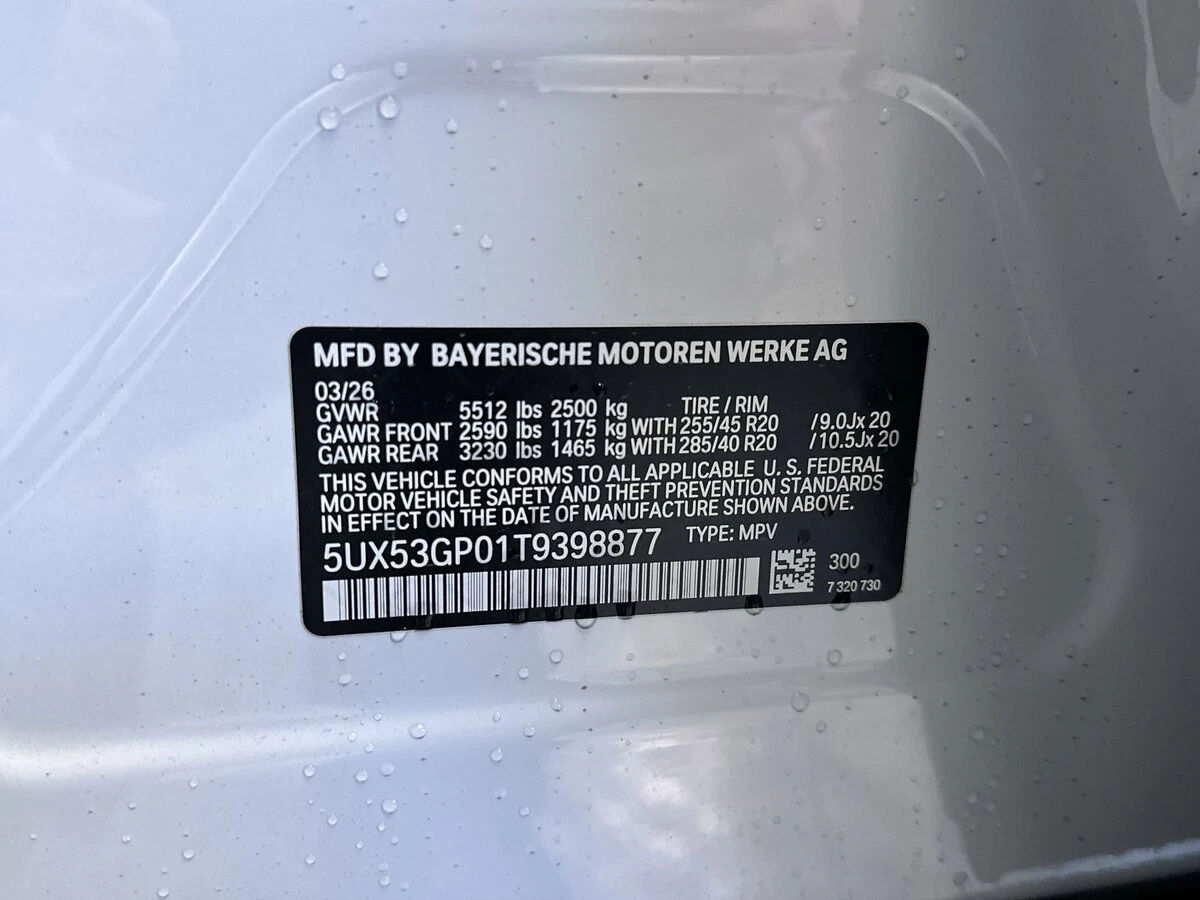 MFD BY BAYERISCHE MOTOREN WERKE AG
03/26
GVWR 5512 lbs 2500 kg TIRE / RIM
GAWR FRONT 2590 lbs 1175 kg WITH 255/45 R20 /9.0Jx 20
GAWR REAR 3230 lbs 1465 kg WITH 285/40 R20 /10.5Jx 20
THIS VEHICLE CONFORMS TO ALL APPLICABLE U. S. FEDERAL
MOTOR VEHICLE SAFETY AND THEFT PREVENTION STANDARDS
IN EFFECT ON THE DATE OF MANUFACTURE SHOWN ABOVE.
5UX53GP01T9398877 TYPE: MPV
300
7 320 730